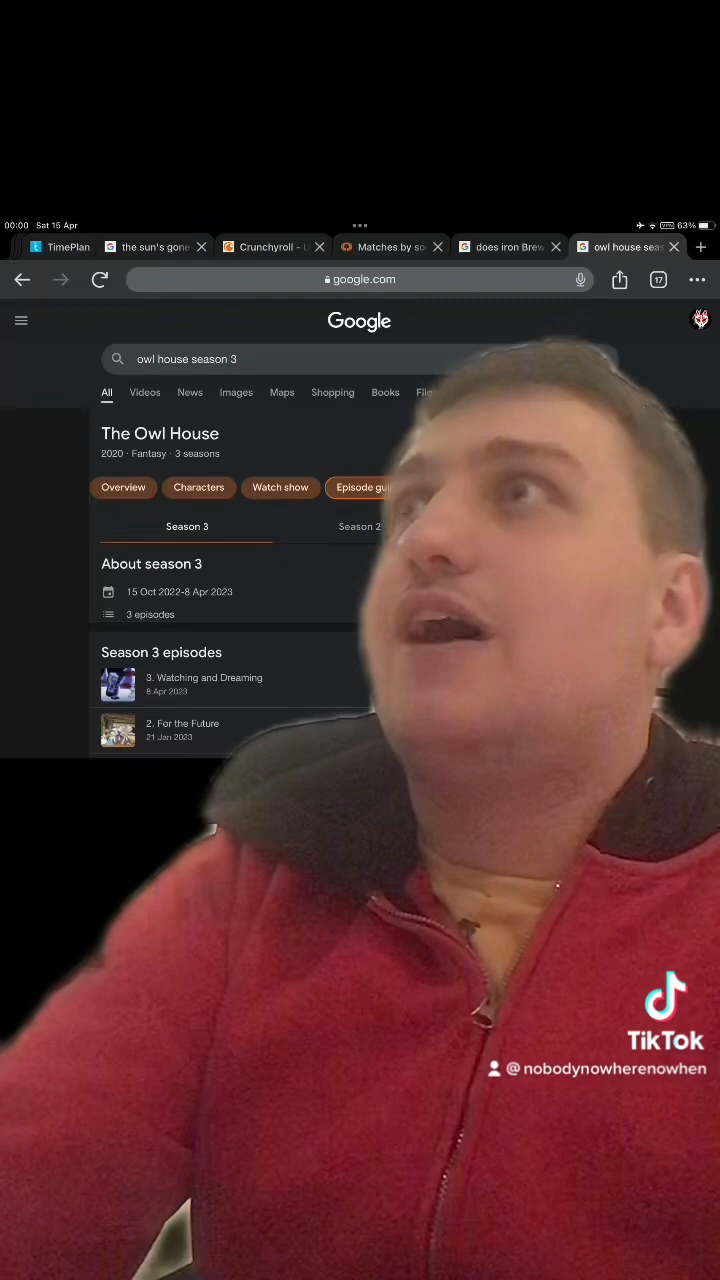 00:00 Sat 15 Apr
VPN 63%
TimePlan
the sun's gone
Crunchyroll - U
Matches by so
does iron Brew
owl house seas
google.com
17
Google
owl house season 3
All Videos News Images Maps Shopping Books
The Owl House
2020 · Fantasy · 3 seasons
Overview Characters Watch show Episode gui
Season 3 Season 2
About season 3
15 Oct 2022-8 Apr 2023
3 episodes
Season 3 episodes
3. Watching and Dreaming
8 Apr 2023
2. For the Future
21 Jan 2023
TikTok
@nobodynowherenowhen